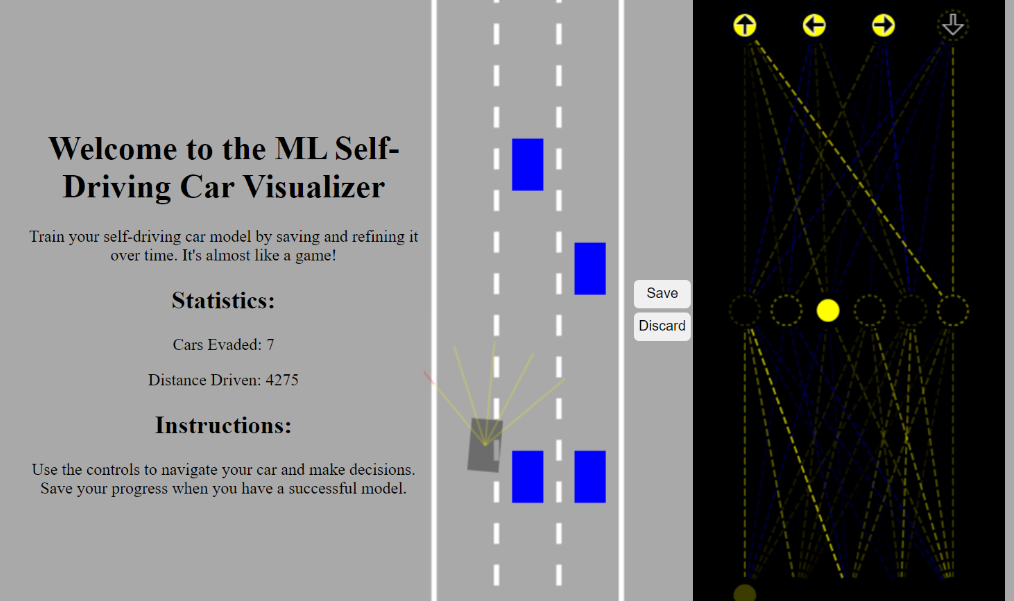 Welcome to the ML Self-
Driving Car Visualizer
Train your self-driving car model by saving and refining it
over time. It's almost like a game!
Statistics:
Cars Evaded: 7
Distance Driven: 4275
Instructions:
Use the controls to navigate your car and make decisions.
Save your progress when you have a successful model.
Save
Discard